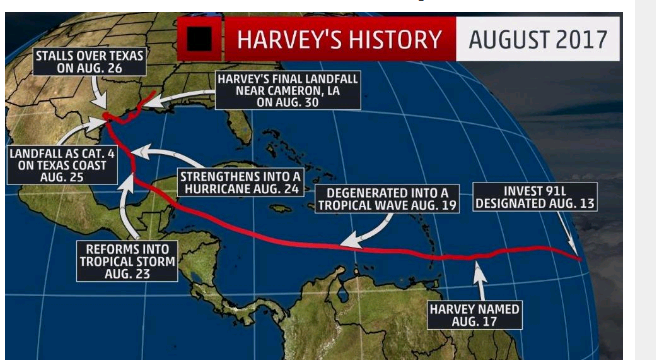 HARVEY'S HISTORY
AUGUST 2017
STALLS OVER TEXAS
ON AUG. 26
HARVEY'S FINAL LANDFALL
NEAR CAMERON, LA
ON AUG. 30
LANDFALL AS CAT. 4
ON TEXAS COAST
AUG. 25
STRENGTHENS INTO A
HURRICANE AUG. 24
DEGENERATED INTO A
TROPICAL WAVE AUG. 19
INVEST 91L
DESIGNATED AUG. 13
REFORMS INTO
TROPICAL STORM
AUG. 23
HARVEY NAMED
AUG. 17